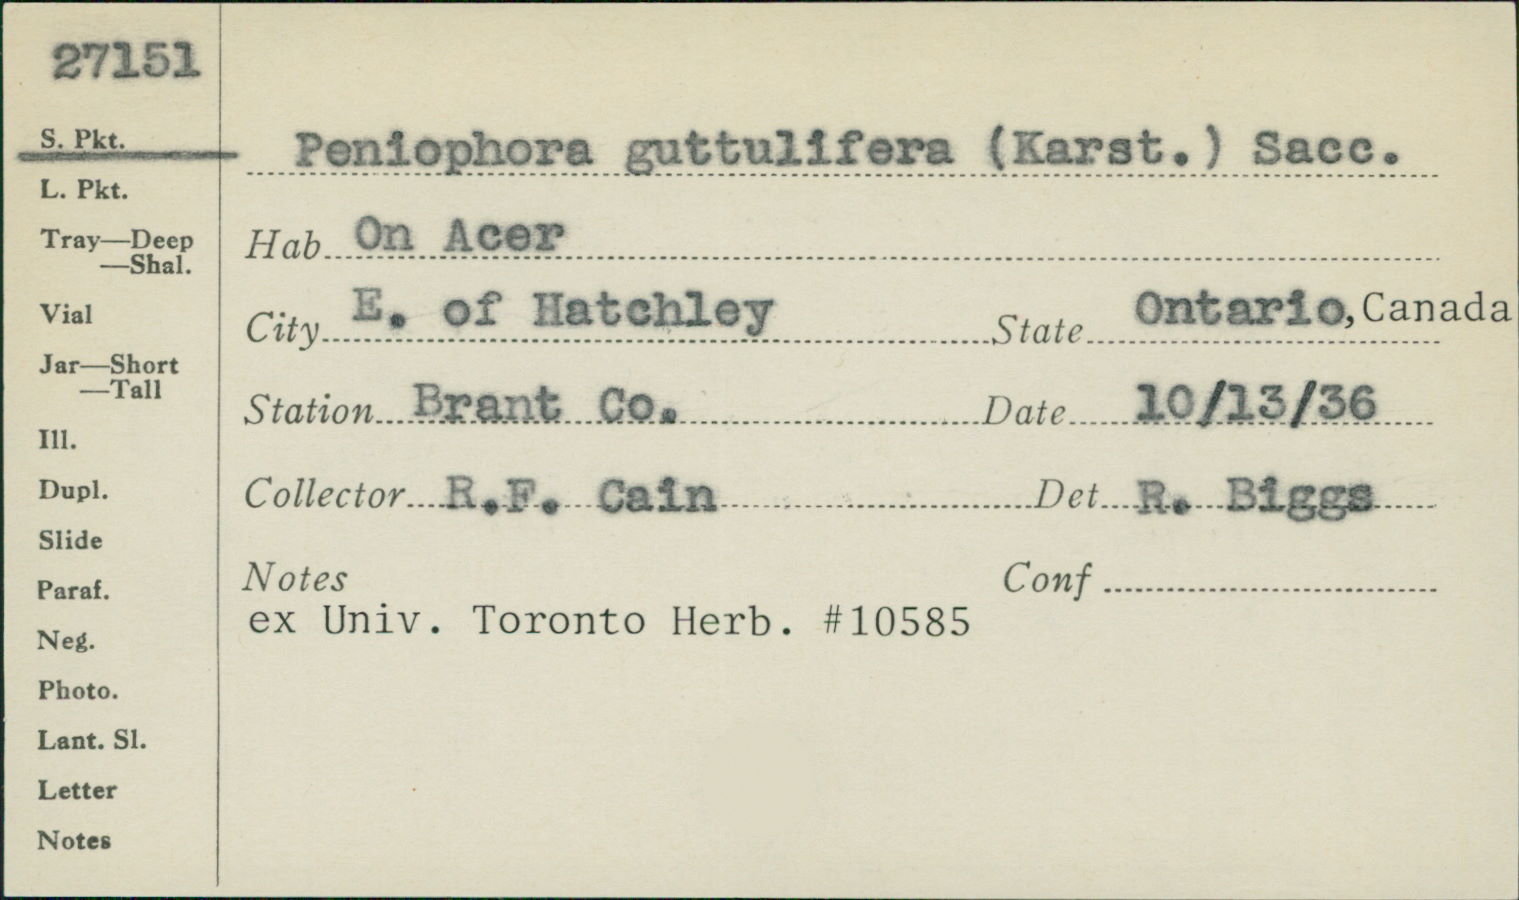 27151
S. Pkt.
Peniophora guttulifera (Karst.) Sacc.
L. Pkt.
Tray—Deep
—Shal.
Hab On Acer
Vial
City E. of Hatchley State Ontario, Canada
Jar—Short
—Tall
Station Brant Co. Date 10/13/36
Ill.
Dupl.
Collector R.F. Cain Det R. Biggs
Slide
Paraf.
Notes Conf
ex Univ. Toronto Herb. #10585
Neg.
Photo.
Lant. Sl.
Letter
Notes